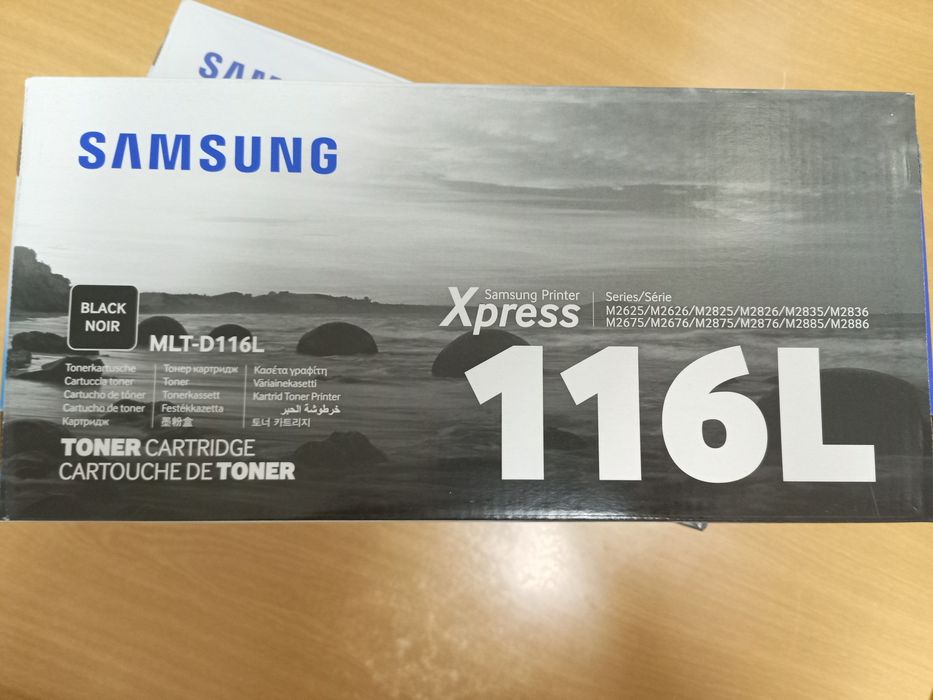 SAMSUNG
BLACK
NOIR
MLT-D116L
Tonerkartusche
Cartuccia toner
Cartucho de tóner
Cartucho de toner
Картридж
Тонер картридж
Toner
Tonerkassett
Festékkazetta
墨粉盒
Κασέτα γραφίτη
Väriainekasetti
Kartrid Toner Printer
خرطوشة الحبر
토너 카트리지
TONER CARTRIDGE
CARTOUCHE DE TONER
Samsung Printer
Xpress
Series/Série
M2625/M2626/M2825/M2826/M2835/M2836
M2675/M2676/M2875/M2876/M2885/M2886
116L